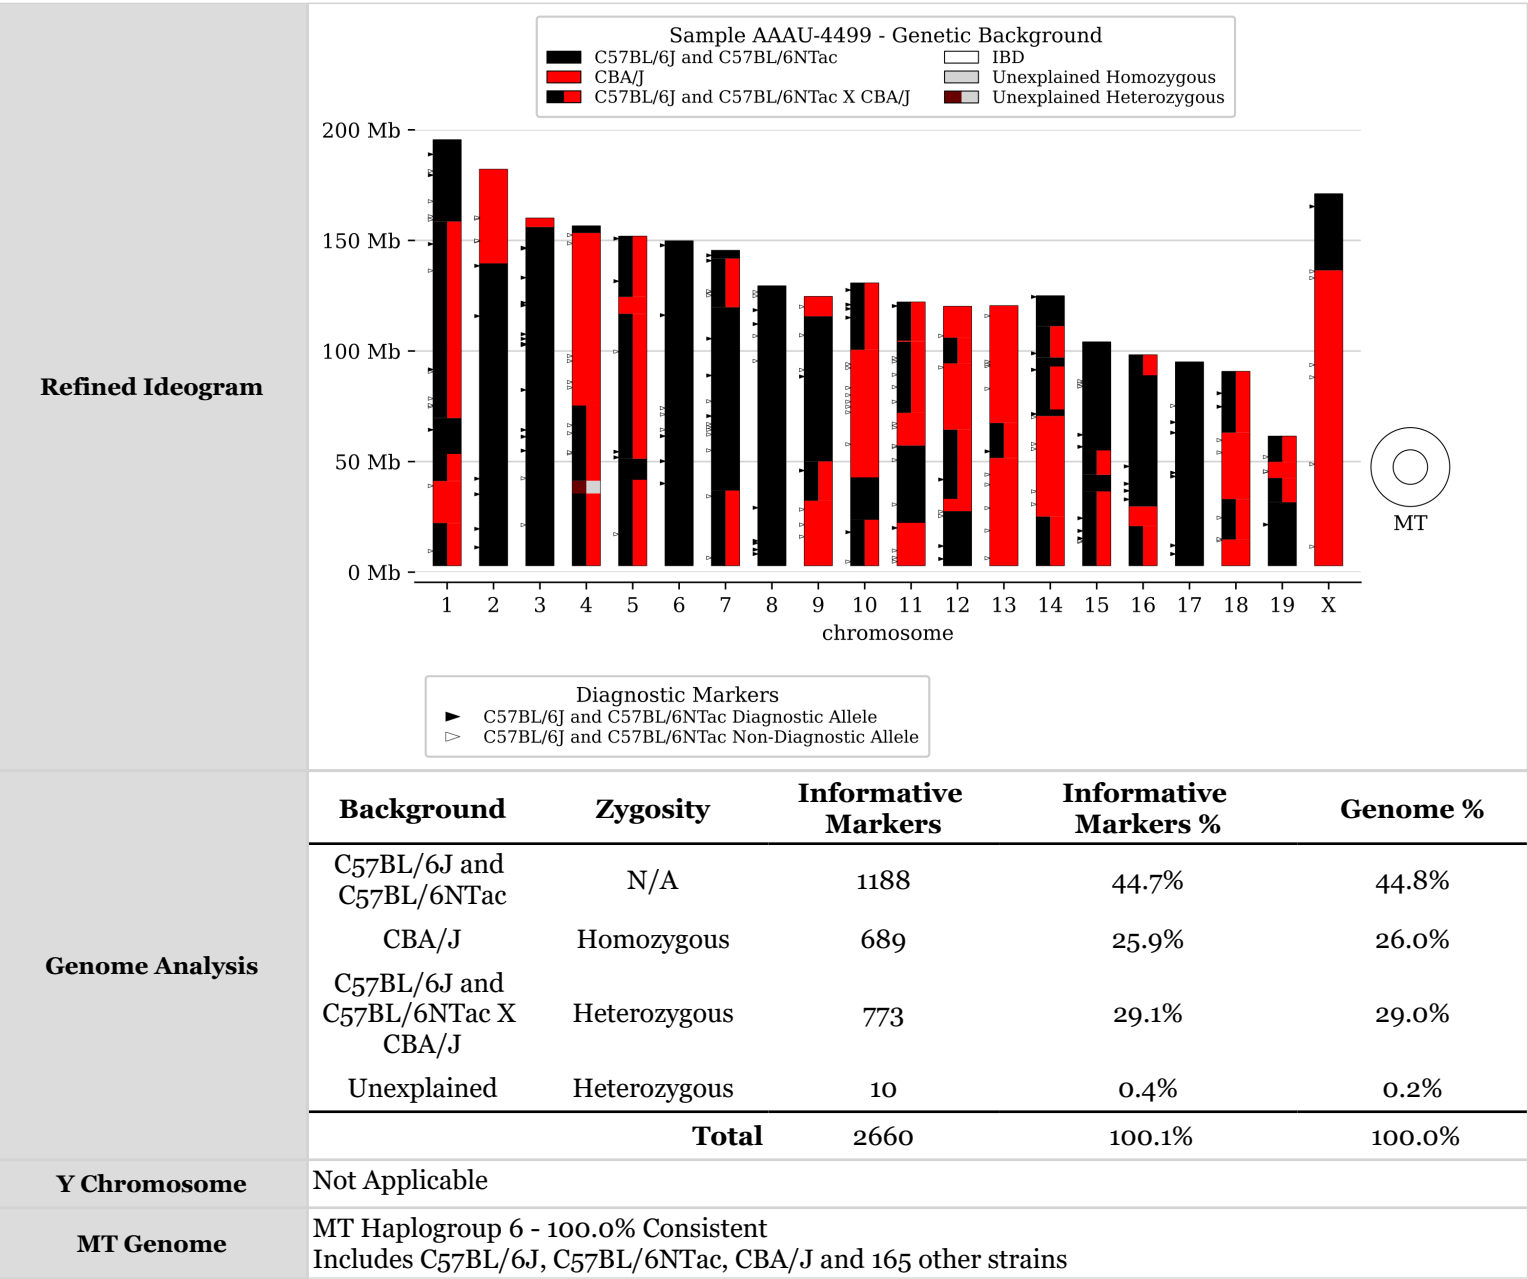 Refined Ideogram
Sample AAAU-4499 - Genetic Background
C57BL/6J and C57BL/6NTac
CBA/J
C57BL/6J and C57BL/6NTac X CBA/J
IBD
Unexplained Homozygous
Unexplained Heterozygous
200 Mb
150 Mb
100 Mb
50 Mb
0 Mb
1 2 3 4 5 6 7 8 9 10 11 12 13 14 15 16 17 18 19 X
chromosome
MT
Diagnostic Markers
C57BL/6J and C57BL/6NTac Diagnostic Allele
C57BL/6J and C57BL/6NTac Non-Diagnostic Allele
Genome Analysis
Background Zygosity Informative Markers Informative Markers % Genome %
C57BL/6J and
C57BL/6NTac
N/A 1188 44.7% 44.8%
CBA/J Homozygous 689 25.9% 26.0%
C57BL/6J and
C57BL/6NTac X
CBA/J
Heterozygous 773 29.1% 29.0%
Unexplained Heterozygous 10 0.4% 0.2%
Total 2660 100.1% 100.0%
Y Chromosome
Not Applicable
MT Genome
MT Haplogroup 6 - 100.0% Consistent
Includes C57BL/6J, C57BL/6NTac, CBA/J and 165 other strains